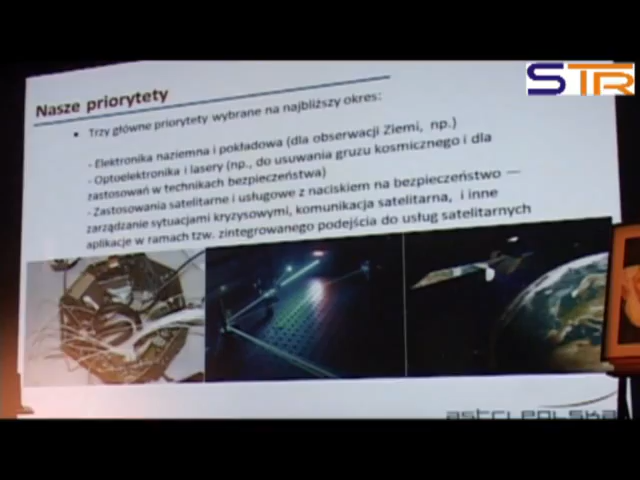 STR
Nasze priorytety
• Trzy główne priorytety wybrane na najbliższy okres:
- Elektronika naziemna i pokładowa (dla obserwacji Ziemi, np.)
- Optoelektronika i lasery (np., do usuwania gruzu kosmicznego i dla
zastosowań w technikach bezpieczeństwa)
- Zastosowania satelitarne i usługowe z naciskiem na bezpieczeństwo —
zarządzanie sytuacjami kryzysowymi, komunikacja satelitarna, i inne
aplikacje w ramach tzw. zintegrowanego podejścia do usług satelitarnych
astri polska